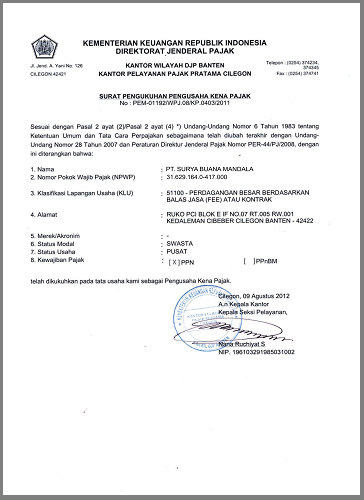 KEMENTERIAN KEUANGAN REPUBLIK INDONESIA
DIREKTORAT JENDERAL PAJAK
Jl. Jend. A. Yani No. 126
CILEGON 42421
KANTOR WILAYAH DJP BANTEN
KANTOR PELAYANAN PAJAK PRATAMA CILEGON
Telepon : (0254) 374234,
374345
Fax : (0254) 374741
SURAT PENGUKUHAN PENGUSAHA KENA PAJAK
No : PEM-01192/WPJ.08/KP.0403/2011
Sesuai dengan Pasal 2 ayat (2)/Pasal 2 ayat (4) *) Undang-Undang Nomor 6 Tahun 1983 tentang
Ketentuan Umum dan Tata Cara Perpajakan sebagaimana telah diubah terakhir dengan Undang-
Undang Nomor 28 Tahun 2007 dan Peraturan Direktur Jenderal Pajak Nomor PER-44/PJ/2008, dengan
ini diterangkan bahwa:
1. Nama : PT. SURYA BUANA MANDALA
2. Nomor Pokok Wajib Pajak (NPWP) : 31.629.164.0-417.000
3. Klasifikasi Lapangan Usaha (KLU) : 51100 - PERDAGANGAN BESAR BERDASARKAN
BALAS JASA (FEE) ATAU KONTRAK
4. Alamat : RUKO PCI BLOK E IF NO.07 RT.005 RW.001
KEDALEMAN CIBEBER CILEGON BANTEN - 42422
5. Merek/Akronim : -
6. Status Modal : SWASTA
7. Status Usaha : PUSAT
8. Kewajiban Pajak : [ X ] PPN [ ] PPnBM
telah dikukuhkan pada tata usaha kami sebagai Pengusaha Kena Pajak.
Cilegon, 09 Agustus 2012
A.n Kepala Kantor
Kepala Seksi Pelayanan,
Nana Ruchiyat S
NIP. 196103291985031002